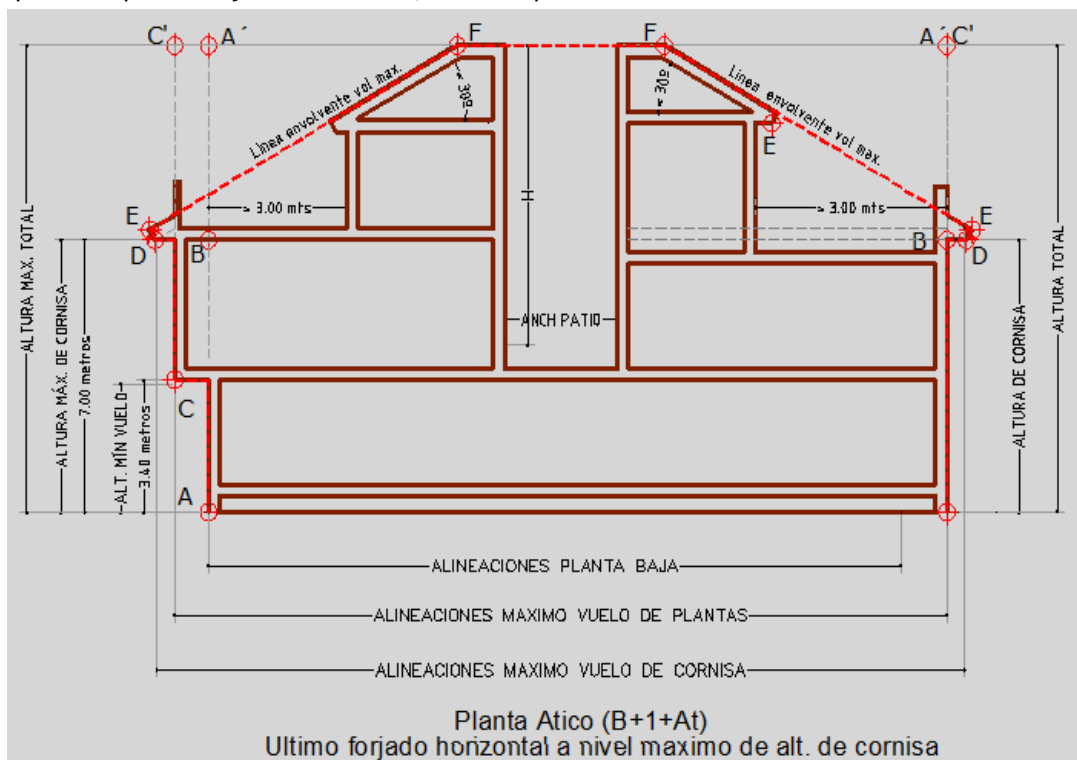 C'
A´
F
F
A´
C'
Línea envolvente vol max.
≈ 30º
≈ 30º
Línea envolvente vol max.
E
H
≈ 3.00 mts
≈ 3.00 mts
E
E
D
B
B
D
ALTURA MAX. TOTAL
ALTURA MÁX. DE CORNISA
7.00 metros
ALT. MÍN VUELO
3.40 metros
ANCH PATIO
ALTURA DE CORNISA
ALTURA TOTAL
C
A
ALINEACIONES PLANTA BAJA
ALINEACIONES MAXIMO VUELO DE PLANTAS
ALINEACIONES MAXIMO VUELO DE CORNISA
Planta Atico (B+1+At)
Ultimo forjado horizontal a nivel maximo de alt. de cornisa